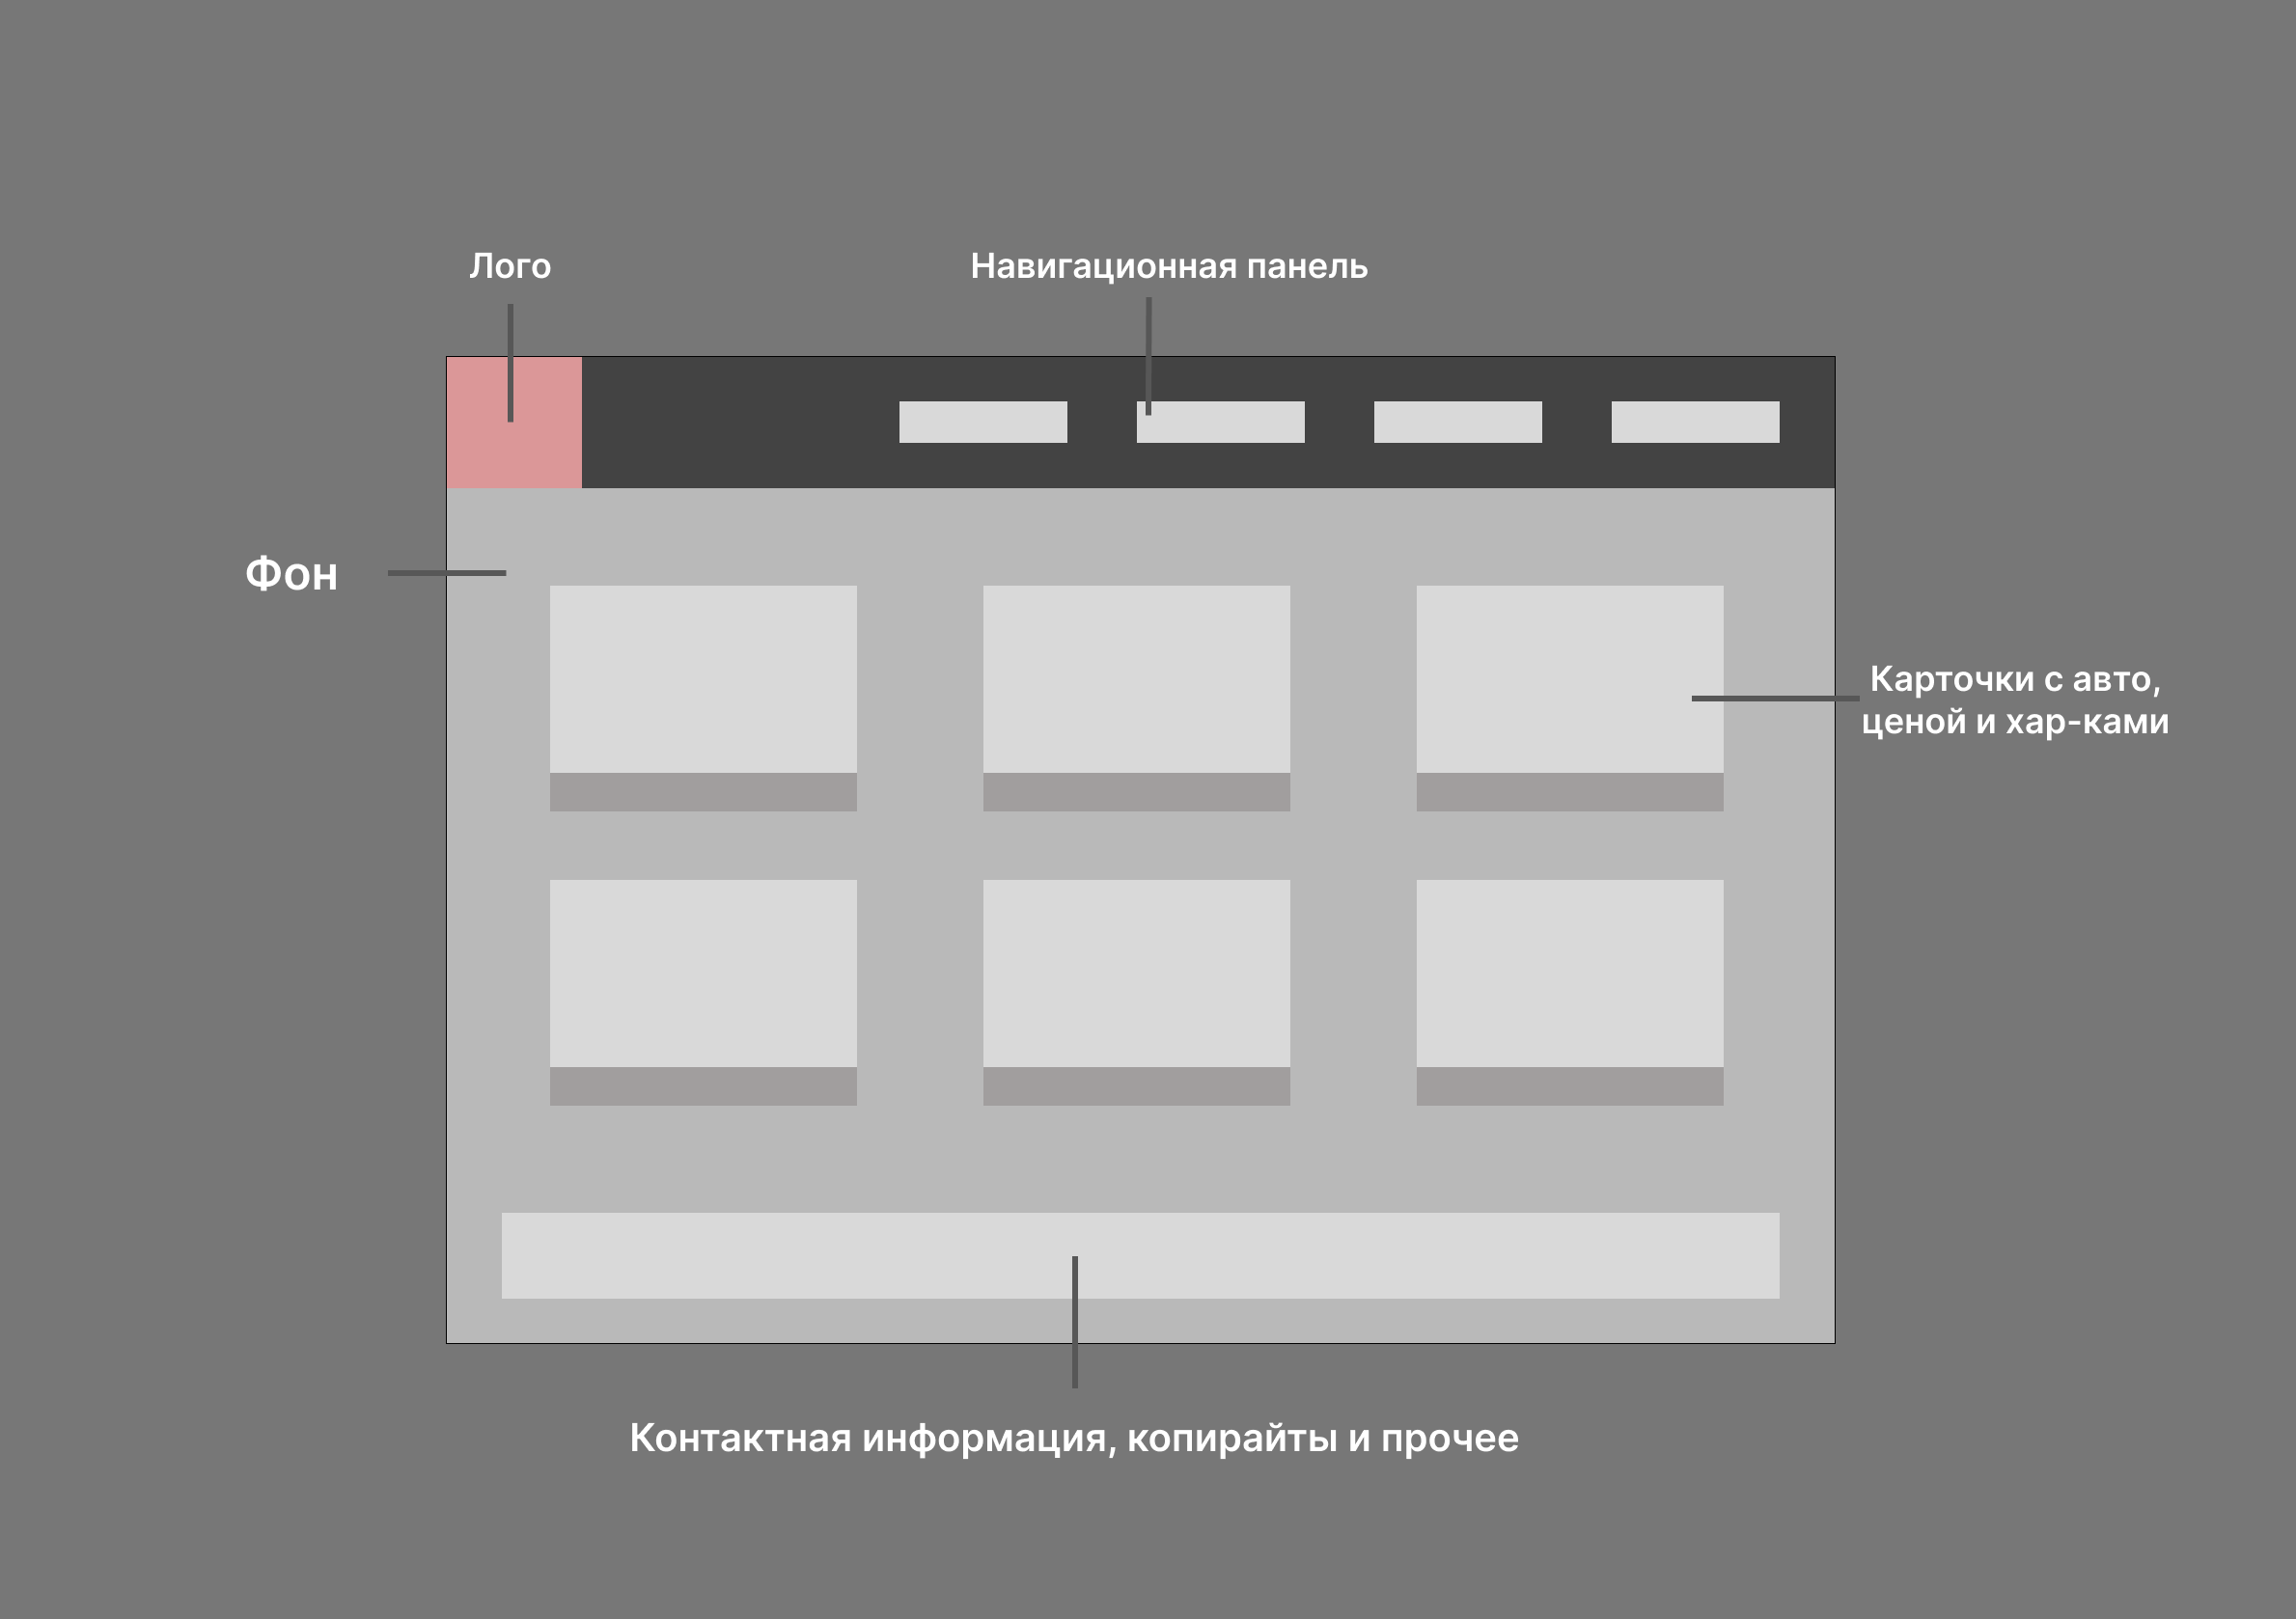 Лого
Навигационная панель
Фон
Карточки с авто,
ценой и хар-ками
Контактная информация, копирайты и прочее